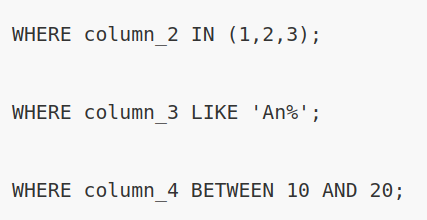 WHERE column_2 IN (1,2,3);
WHERE column_3 LIKE 'An%';
WHERE column_4 BETWEEN 10 AND 20;